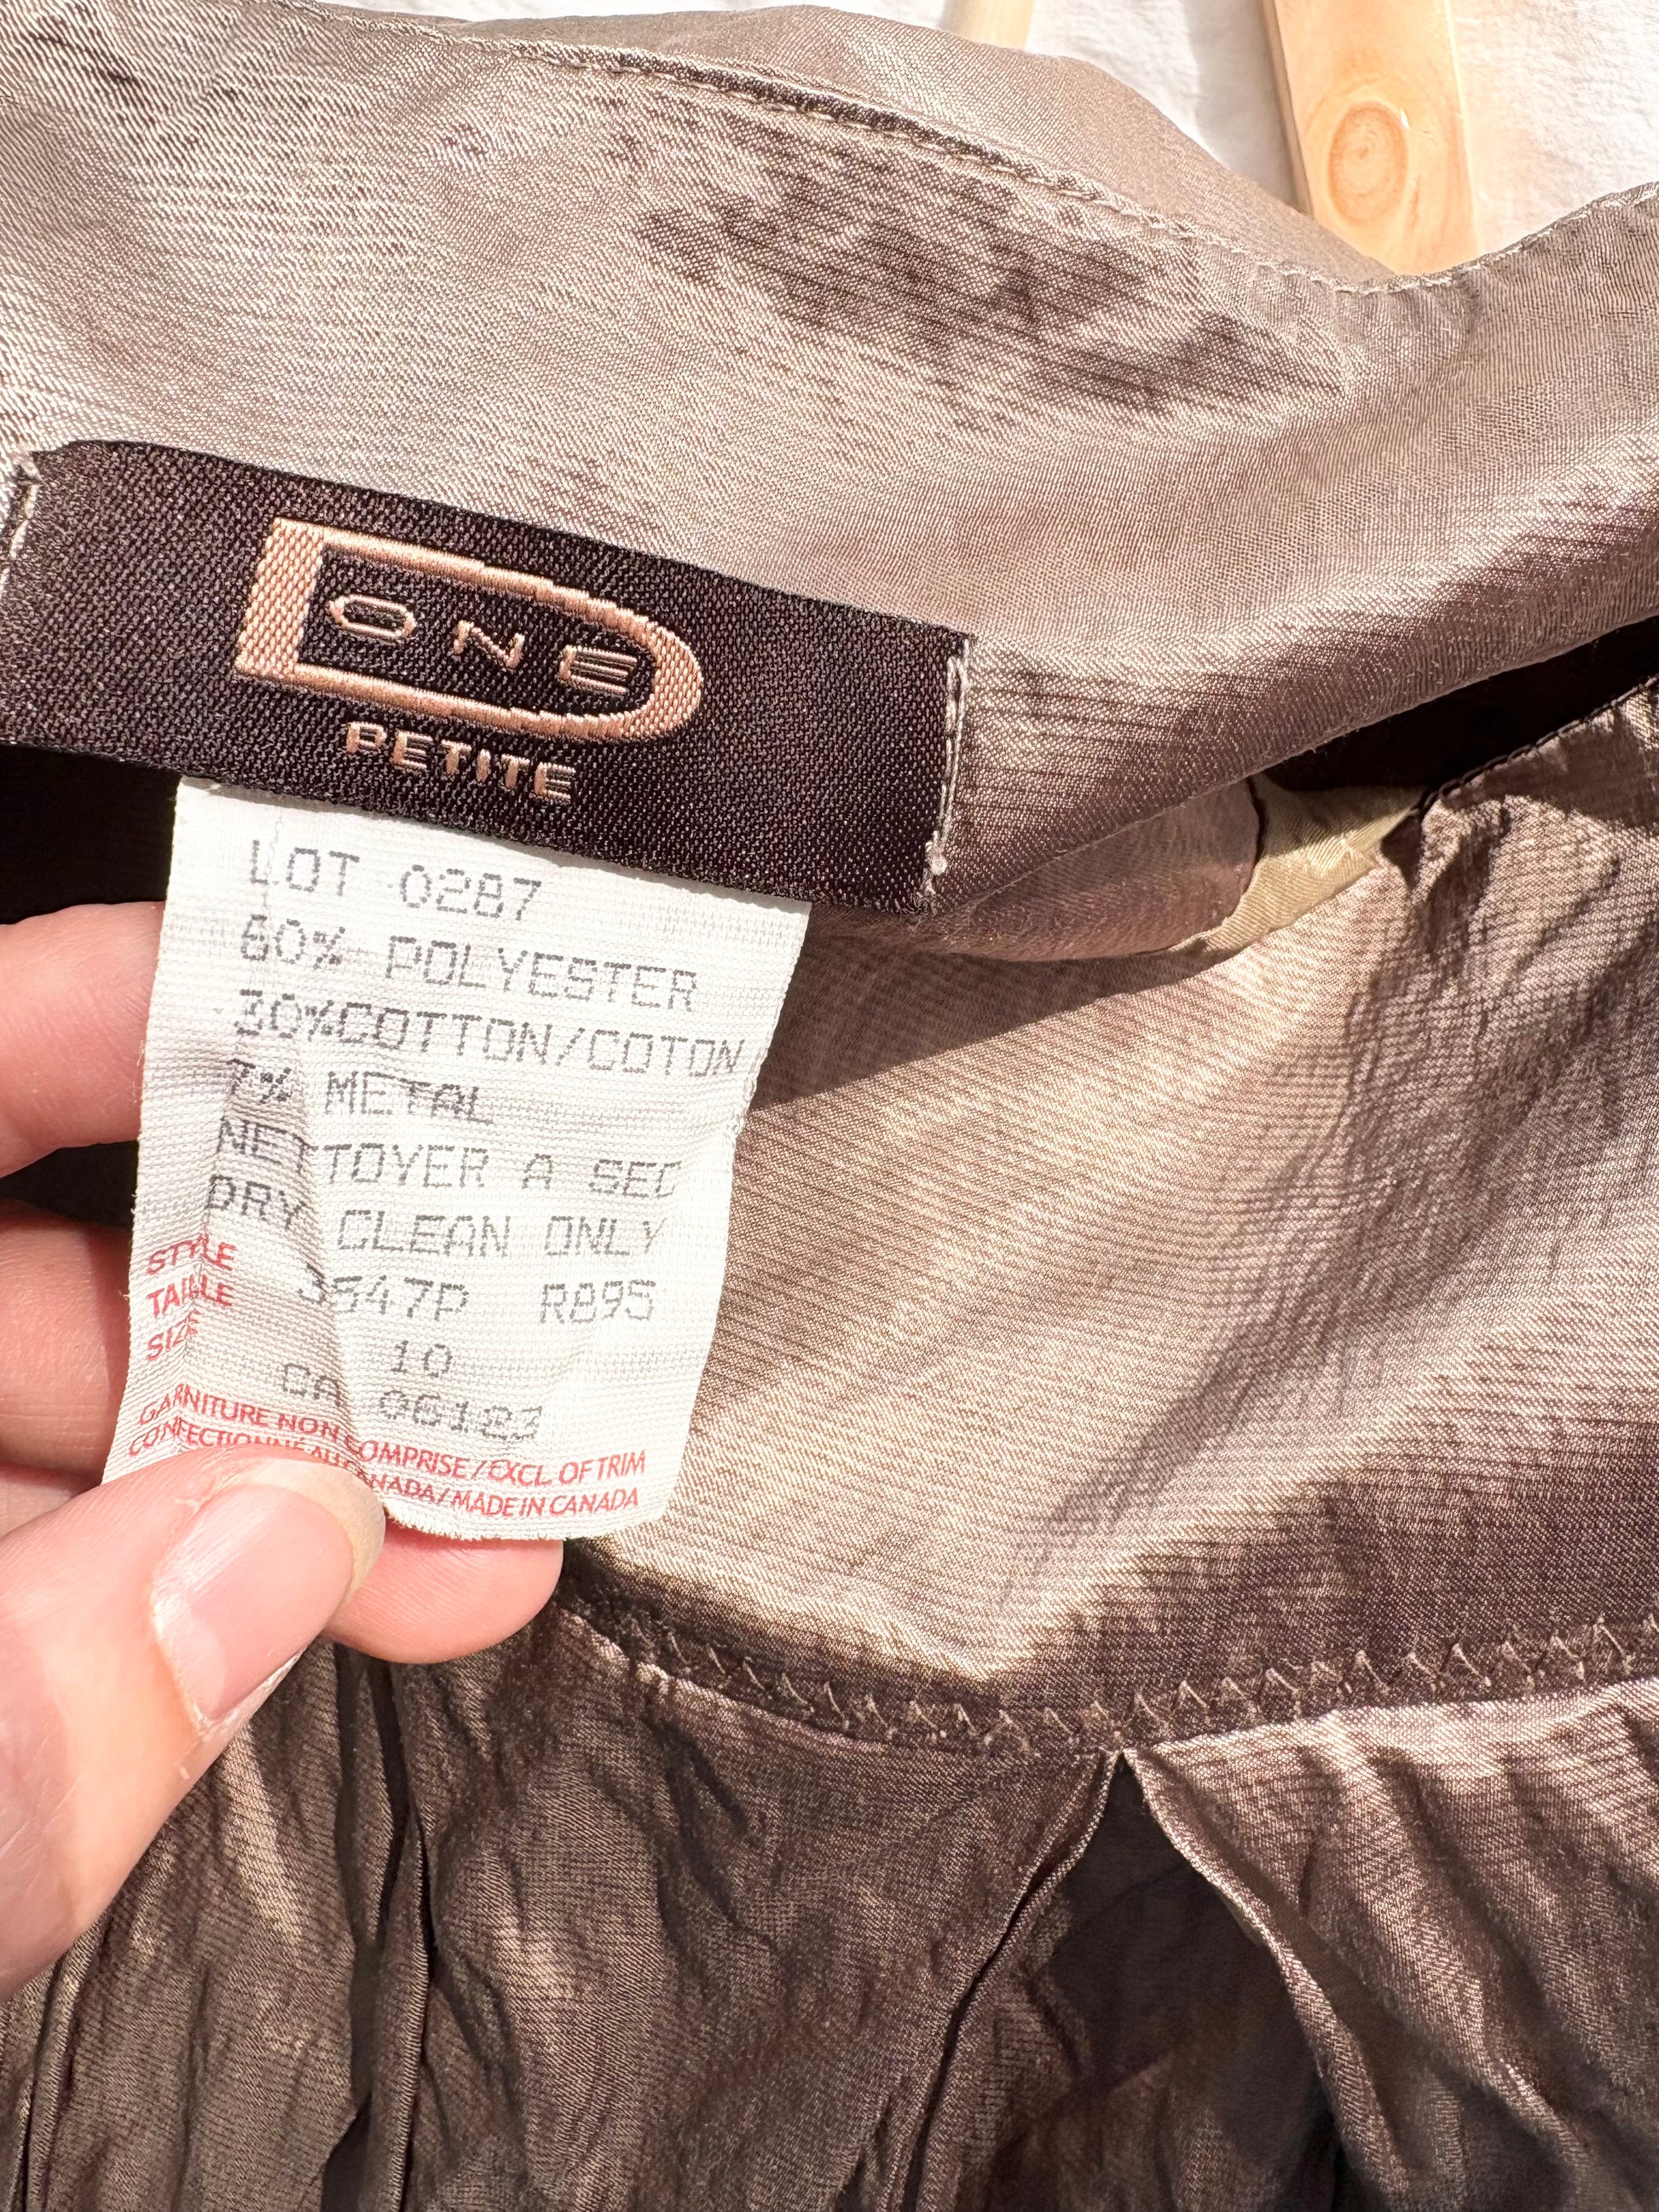 ONE
PETITE
LOT 0287
60% POLYESTER
30%COTTON/COTON
7% METAL
NETTOYER A SEC
DRY CLEAN ONLY
STYLE 3547P R895
TAILLE
SIZE 10
CA 06123
GARNITURE NON COMPRISE/EXCL. OF TRIM
CONFECTIONNÉ AU CANADA/MADE IN CANADA